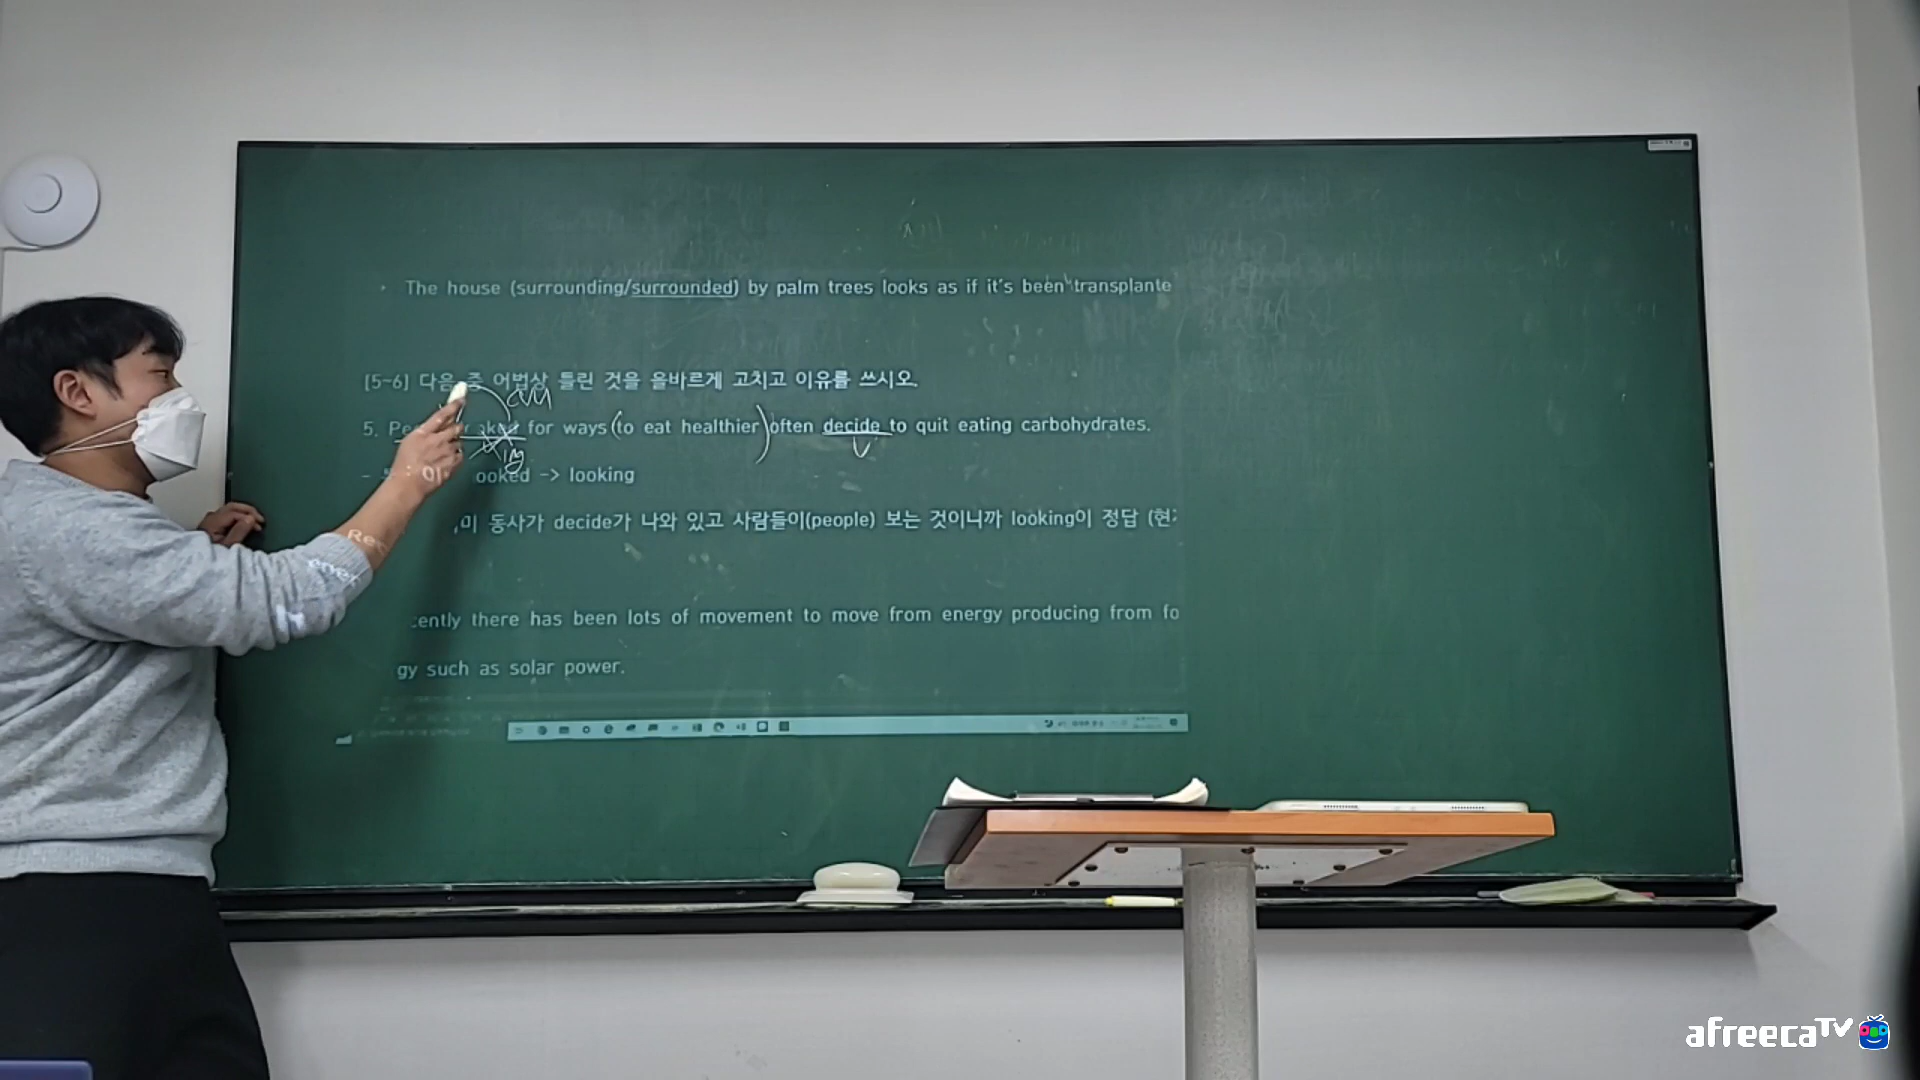 The house (surrounding/surrounded) by palm trees looks as if it's been transplante
[5-6] 다음 중 어법상 틀린 것을 올바르게 고치고 이유를 쓰시오.
5. for ways (to eat healthier) often decide to quit eating carbohydrates.
V
ing
ooked -> looking
동사가 decide가 나와 있고 사람들이(people) 보는 것이니까 looking이 정답 (현
cently there has been lots of movement to move from energy producing from fo
gy such as solar power.
afreecaTV